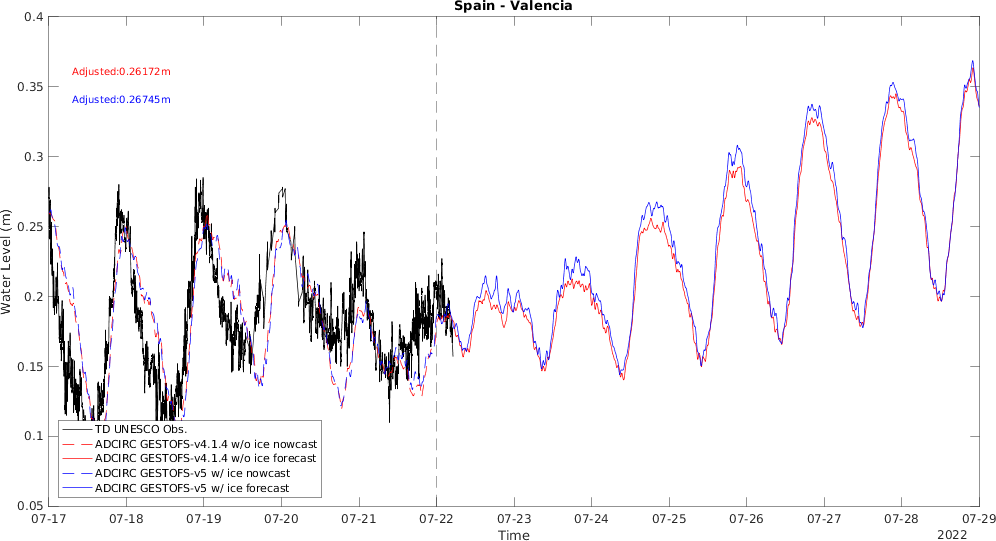 Spain - Valencia
0.4
0.35
0.3
0.25
0.2
0.15
0.1
0.05
Water Level (m)
Adjusted:0.26172m
Adjusted:0.26745m
TD UNESCO Obs.
ADCIRC GESTOFS-v4.1.4 w/o ice nowcast
ADCIRC GESTOFS-v4.1.4 w/o ice forecast
ADCIRC GESTOFS-v5 w/ ice nowcast
ADCIRC GESTOFS-v5 w/ ice forecast
07-17 07-18 07-19 07-20 07-21 07-22 07-23 07-24 07-25 07-26 07-27 07-28 07-29
Time
2022